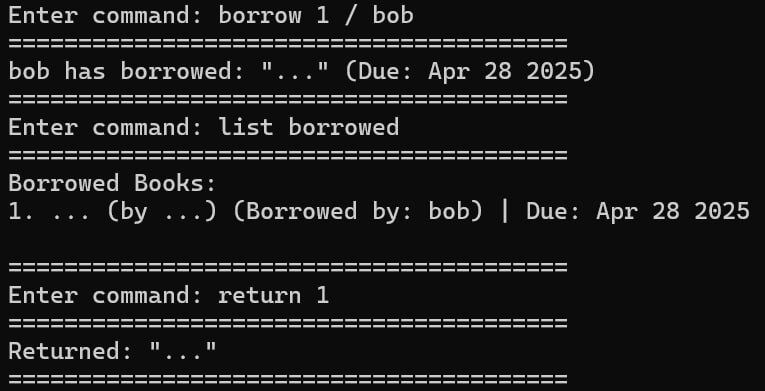 Enter command: borrow 1 / bob
========================================
bob has borrowed: "..." (Due: Apr 28 2025)
========================================
Enter command: list borrowed
========================================
Borrowed Books:
1. ... (by ...) (Borrowed by: bob) | Due: Apr 28 2025
========================================
Enter command: return 1
========================================
Returned: "..."
========================================